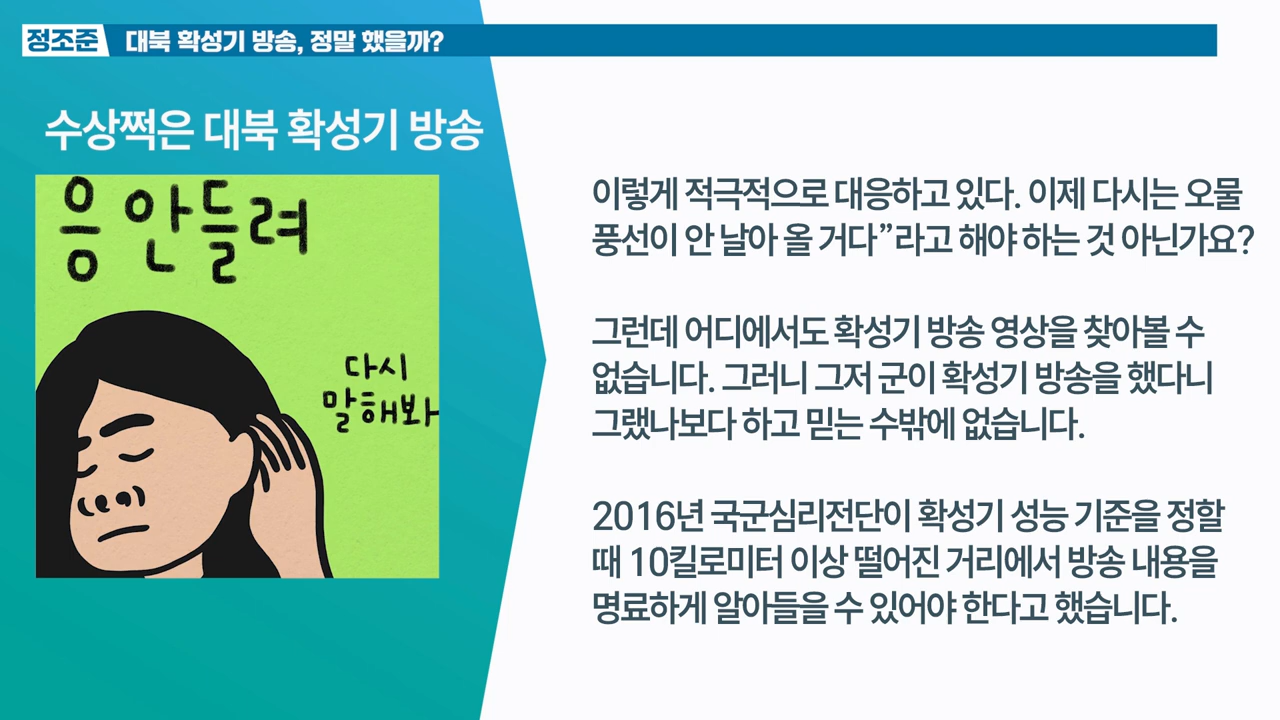 정조준 대북 확성기 방송, 정말 했을까?
수상쩍은 대북 확성기 방송
음 안들려
다시
말해봐
이렇게 적극적으로 대응하고 있다. 이제 다시는 오물
풍선이 안 날아 올 거다”라고 해야 하는 것 아닌가요?
그런데 어디에서도 확성기 방송 영상을 찾아볼 수
없습니다. 그러니 그저 군이 확성기 방송을 했다니
그랬나보다 하고 믿는 수밖에 없습니다.
2016년 국군심리전단이 확성기 성능 기준을 정할
때 10킬로미터 이상 떨어진 거리에서 방송 내용을
명료하게 알아들을 수 있어야 한다고 했습니다.